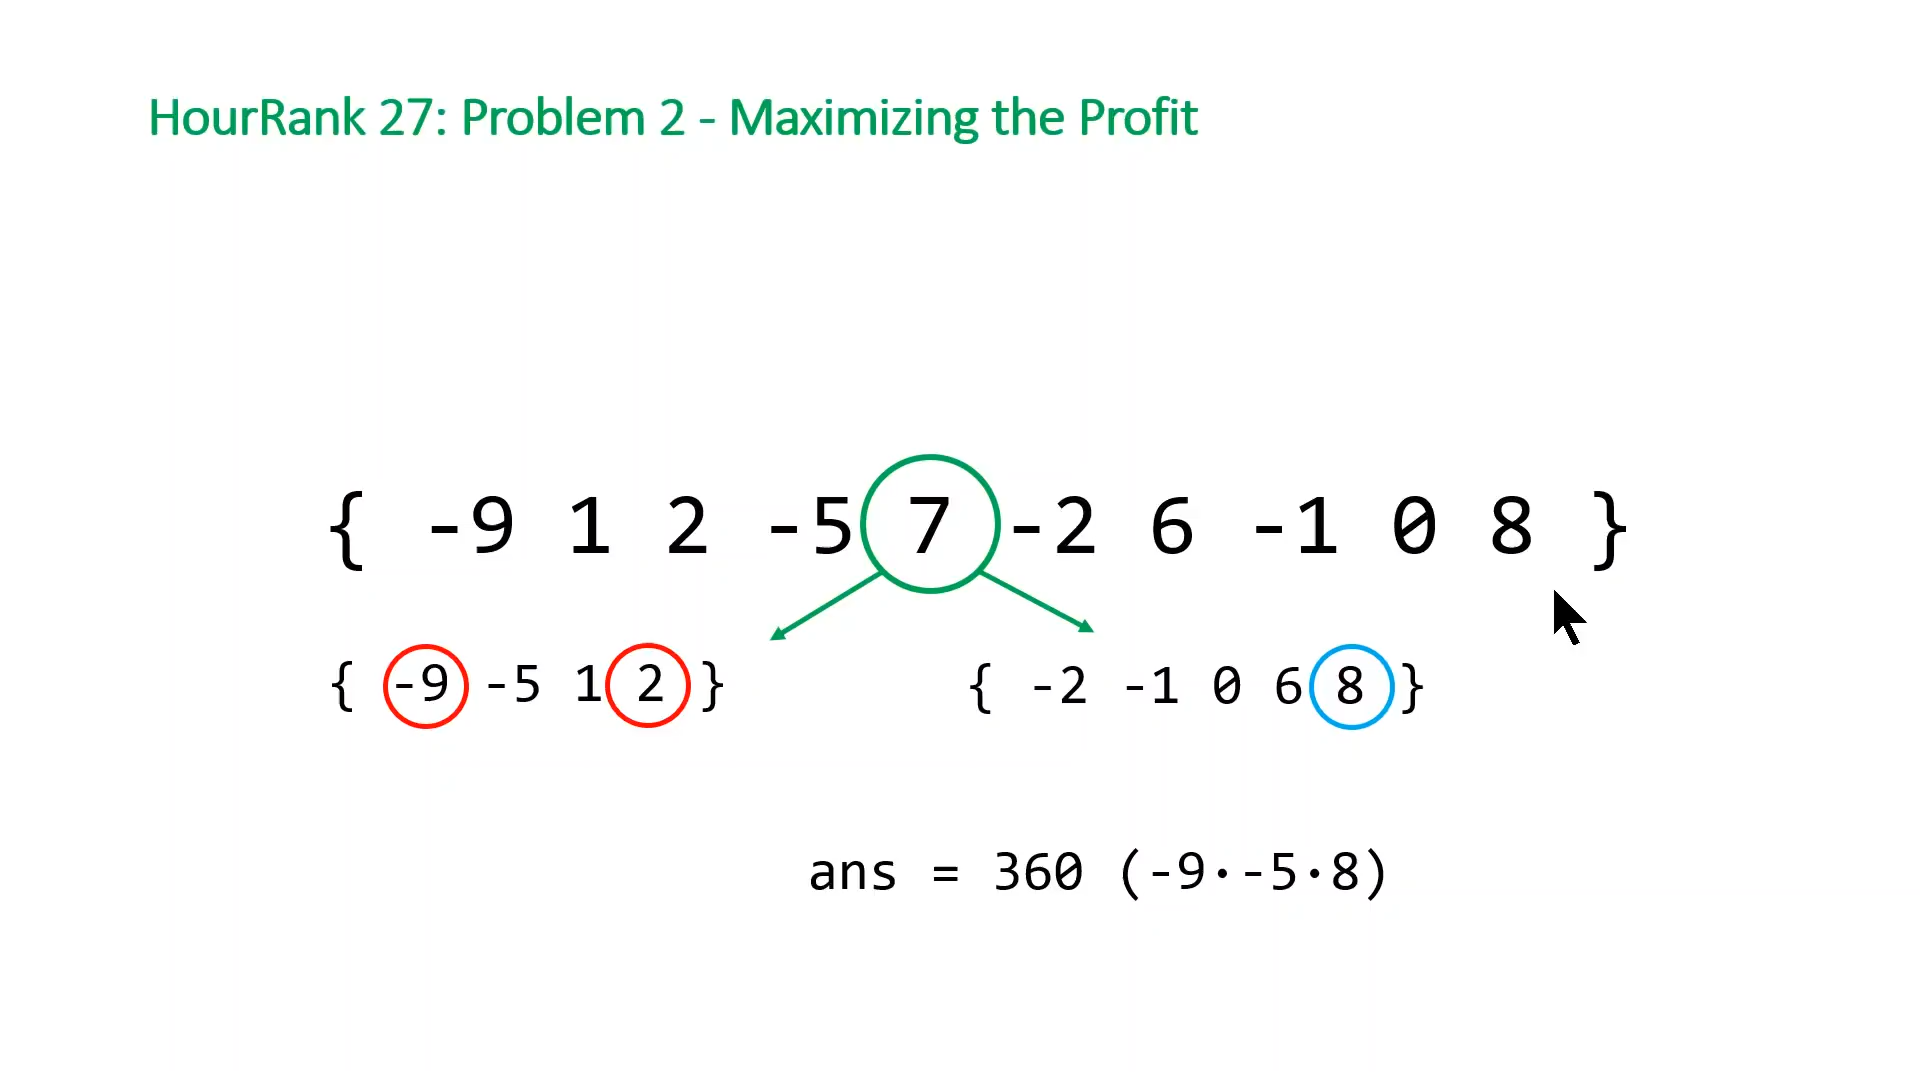 HourRank 27: Problem 2 - Maximizing the Profit
{ -9 1 2 -5 7 -2 6 -1 0 8 }
{ -9 -5 1 2 } { -2 -1 0 6 8 }
ans = 360 (-9·-5·8)